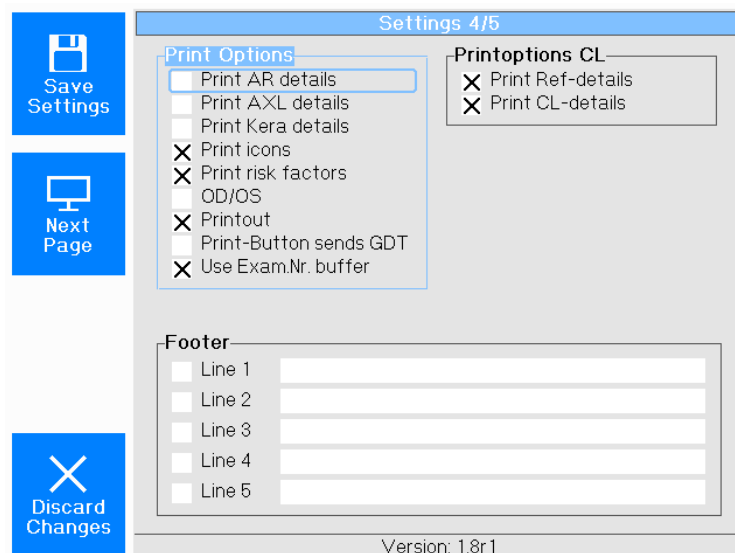 Settings 4/5
Save
Settings
Next
Page
Discard
Changes
Print Options
Print AR details
Print AXL details
Print Kera details
Print icons
Print risk factors
OD/OS
Printout
Print-Button sends GDT
Use Exam.Nr. buffer
Printoptions CL
Print Ref-details
Print CL-details
Footer
Line 1
Line 2
Line 3
Line 4
Line 5
Version: 1.8r1